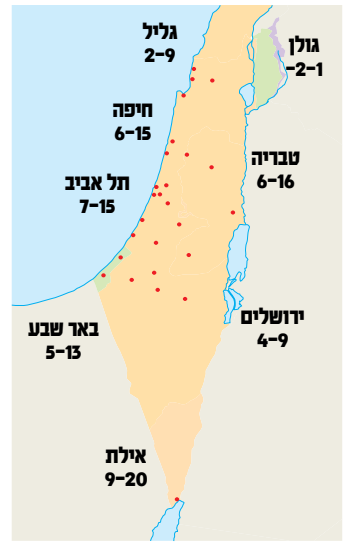 גליל
2-9
גולן
-2-1
חיפה
6-15
טבריה
6-16
תל אביב
7-15
ירושלים
4-9
באר שבע
5-13
אילת
9-20